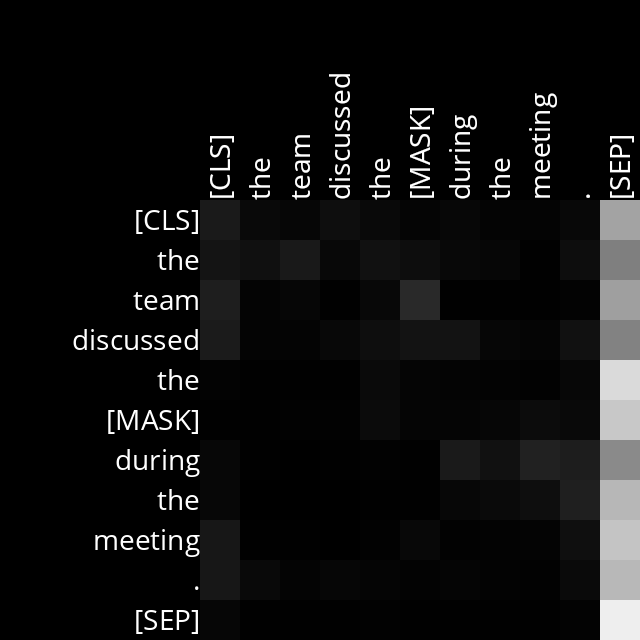 [CLS] the team discussed the [MASK] during the meeting . [SEP]
[CLS]
the
team
discussed
the
[MASK]
during
the
meeting
.
[SEP]